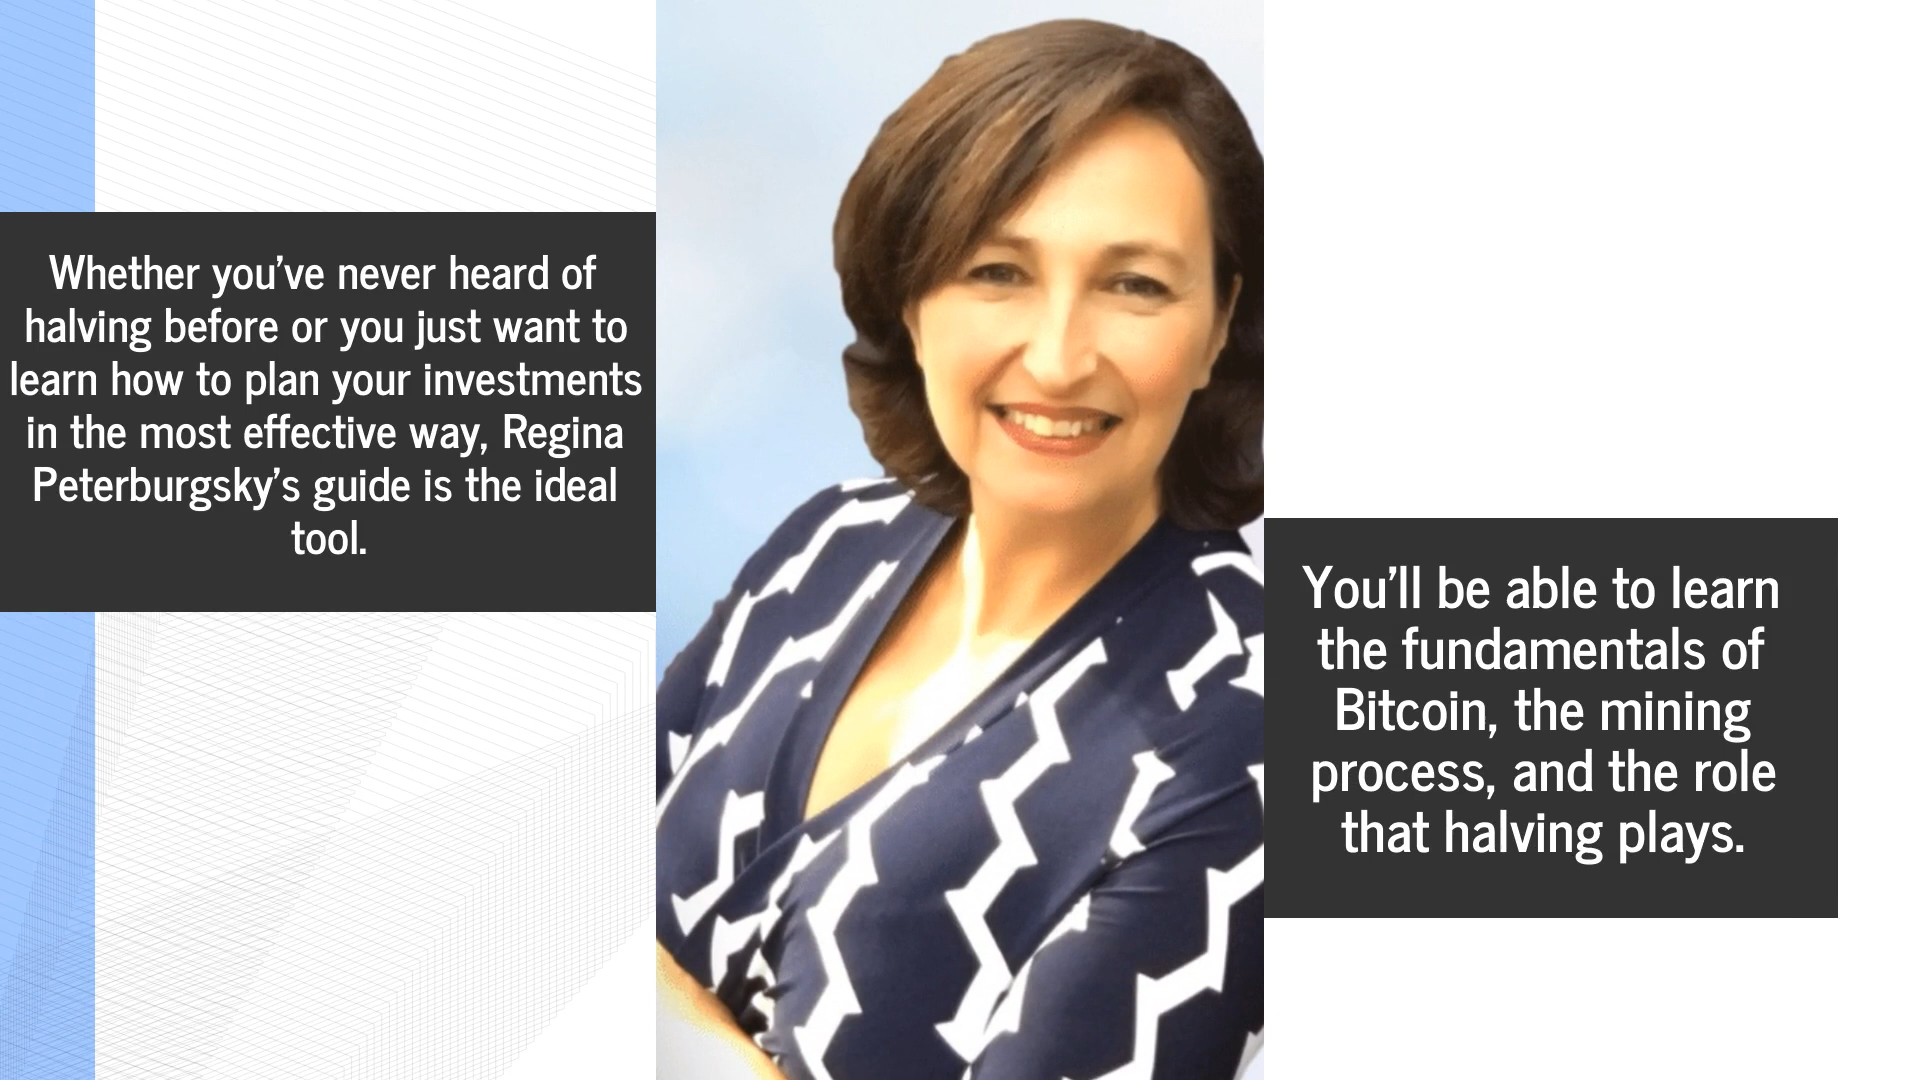 Whether you’ve never heard of
halving before or you just want to
learn how to plan your investments
in the most effective way, Regina
Peterburgsky’s guide is the ideal
tool.
You’ll be able to learn
the fundamentals of
Bitcoin, the mining
process, and the role
that halving plays.